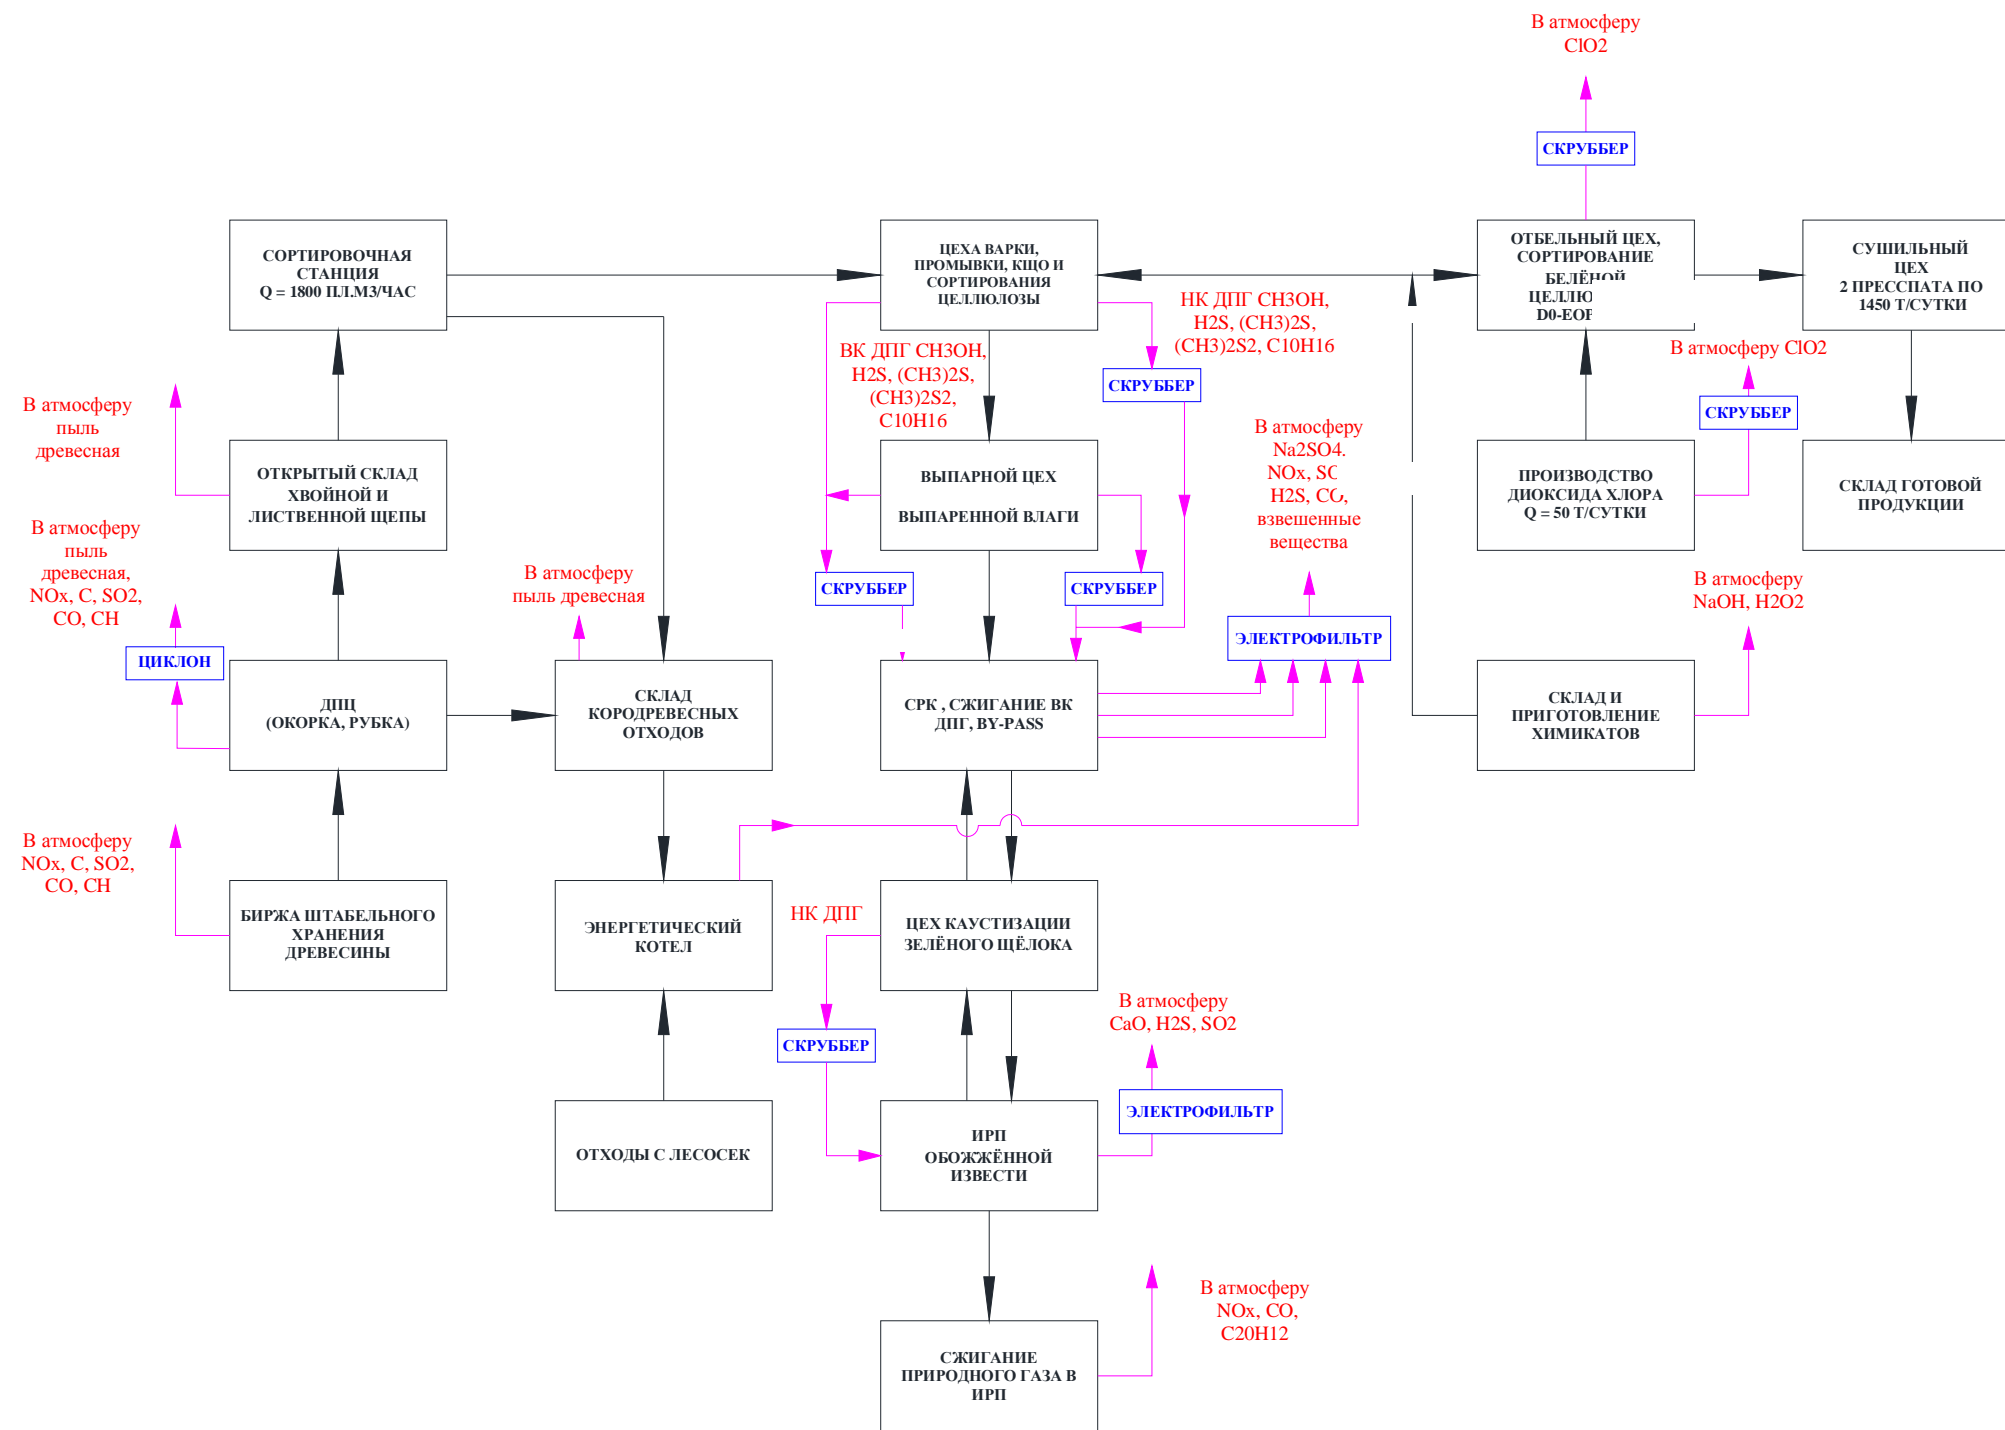 В атмосферу
ClO2
СКРУББЕР
СОРТИРОВОЧНАЯ
СТАНЦИЯ
Q = 1800 ПЛ.М3/ЧАС
ЦЕХА ВАРКИ,
ПРОМЫВКИ, КЩО И
СОРТИРОВАНИЯ
ЦЕЛЛЮЛОЗЫ
ОТБЕЛЬНЫЙ ЦЕХ,
СОРТИРОВАНИЕ
БЕЛЁНОЙ
D0-EOP
СУШИЛЬНЫЙ
ЦЕХ
2 ПРЕССПАТА ПО
1450 Т/СУТКИ
НК ДПГ CH3OH,
H2S, (CH3)2S,
(CH3)2S2, C10H16
ВК ДПГ CH3OH,
H2S, (CH3)2S,
(CH3)2S2,
C10H16
СКРУББЕР
В атмосферу ClO2
СКРУББЕР
В атмосферу
пыль
древесная
В атмосферу
Na2SO4.
NOx,
H2S, CO,
взвешенные
вещества
ОТКРЫТЫЙ СКЛАД
ХВОЙНОЙ И
ЛИСТВЕННОЙ ЩЕПЫ
ВЫПАРНОЙ ЦЕХ
ВЫПАРЕННОЙ ВЛАГИ
ПРОИЗВОДСТВО
ДИОКСИДА ХЛОРА
Q = 50 Т/СУТКИ
СКЛАД ГОТОВОЙ
ПРОДУКЦИИ
В атмосферу
пыль
древесная,
NOx, C, SO2,
CO, CH
В атмосферу
пыль древесная
СКРУББЕР
СКРУББЕР
В атмосферу
NaOH, H2O2
ЦИКЛОН
ЭЛЕКТРОФИЛЬТР
ДПЦ
(ОКОРКА, РУБКА)
СКЛАД
КОРОДРЕВЕСНЫХ
ОТХОДОВ
СРК , СЖИГАНИЕ ВК
ДПГ, BY-PASS
СКЛАД И
ПРИГОТОВЛЕНИЕ
ХИМИКАТОВ
В атмосферу
NOx, C, SO2,
CO, CH
БИРЖА ШТАБЕЛЬНОГО
ХРАНЕНИЯ
ДРЕВЕСИНЫ
ЭНЕРГЕТИЧЕСКИЙ
КОТЕЛ
НК ДПГ
ЦЕХ КАУСТИЗАЦИИ
ЗЕЛЁНОГО ЩЁЛОКА
СКРУББЕР
В атмосферу
CaO, H2S, SO2
ЭЛЕКТРОФИЛЬТР
ОТХОДЫ С ЛЕСОСЕК
ИРП
ОБОЖЖЁННОЙ
ИЗВЕСТИ
В атмосферу
NOx, CO,
C20H12
СЖИГАНИЕ
ПРИРОДНОГО ГАЗА В
ИРП